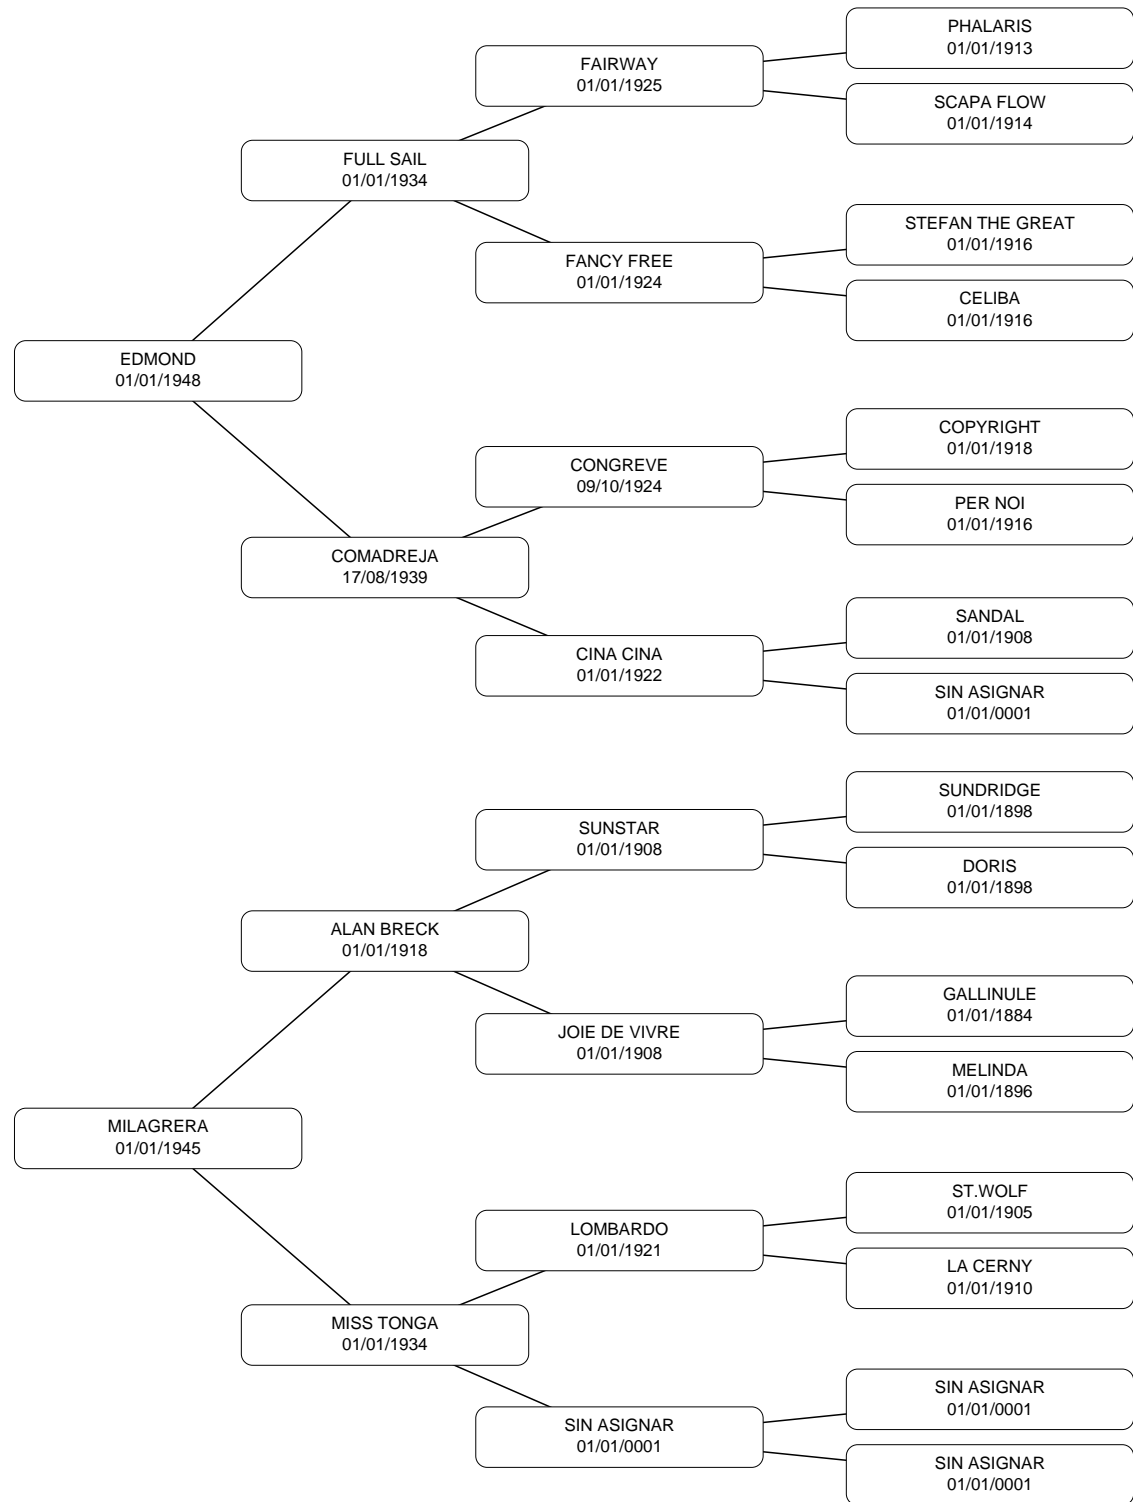 PHALARIS
01/01/1913
FAIRWAY
01/01/1925
SCAPA FLOW
01/01/1914
FULL SAIL
01/01/1934
STEFAN THE GREAT
01/01/1916
FANCY FREE
01/01/1924
CELIBA
01/01/1916
EDMOND
01/01/1948
COPYRIGHT
01/01/1918
CONGREVE
09/10/1924
PER NOI
01/01/1916
COMADREJA
17/08/1939
SANDAL
01/01/1908
CINA CINA
01/01/1922
SIN ASIGNAR
01/01/0001
SUNDRIDGE
01/01/1898
SUNSTAR
01/01/1908
DORIS
01/01/1898
ALAN BRECK
01/01/1918
GALLINULE
01/01/1884
JOIE DE VIVRE
01/01/1908
MELINDA
01/01/1896
MILAGRERA
01/01/1945
ST.WOLF
01/01/1905
LOMBARDO
01/01/1921
LA CERNY
01/01/1910
MISS TONGA
01/01/1934
SIN ASIGNAR
01/01/0001
SIN ASIGNAR
01/01/0001
SIN ASIGNAR
01/01/0001